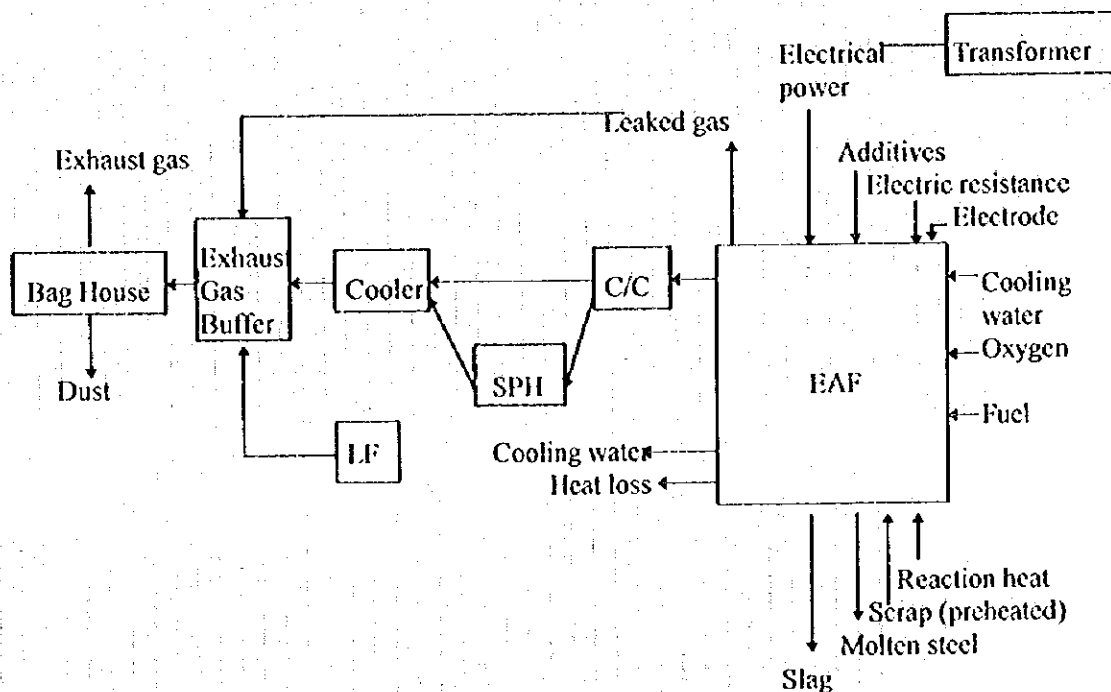 Electrical
power
Transformer
Leaked gas
Exhaust gas
Additives
Electric resistance
Electrode
Bag House
Exhaust
Gas
Buffer
Cooler
C/C
Cooling
water
Oxygen
SPH
EAF
Dust
Fuel
LF
Cooling water
Heat loss
Reaction heat
Scrap (preheated)
Molten steel
Slag